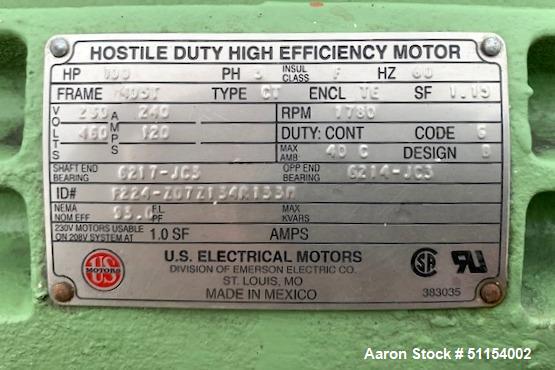 HOSTILE DUTY HIGH EFFICIENCY MOTOR
HP 100 PH 3 INSUL CLASS F HZ 60
FRAME 405T TYPE CT ENCL TE SF 1.15
VOLTS 230 AMPS 240 RPM 1780
460 120 DUTY: CONT CODE G
MAX AMB 40 C DESIGN B
SHAFT END BEARING 6217-JC3 OPP END BEARING 6214-JC3
ID#
NEMA NOM EFF 93.0 F.L. PF MAX KVARS
230V MOTORS USABLE ON 208V SYSTEM AT 1.0 SF AMPS
US MOTORS
U.S. ELECTRICAL MOTORS
DIVISION OF EMERSON ELECTRIC CO.
ST. LOUIS, MO
MADE IN MEXICO
383035
Aaron Stock # 51154002